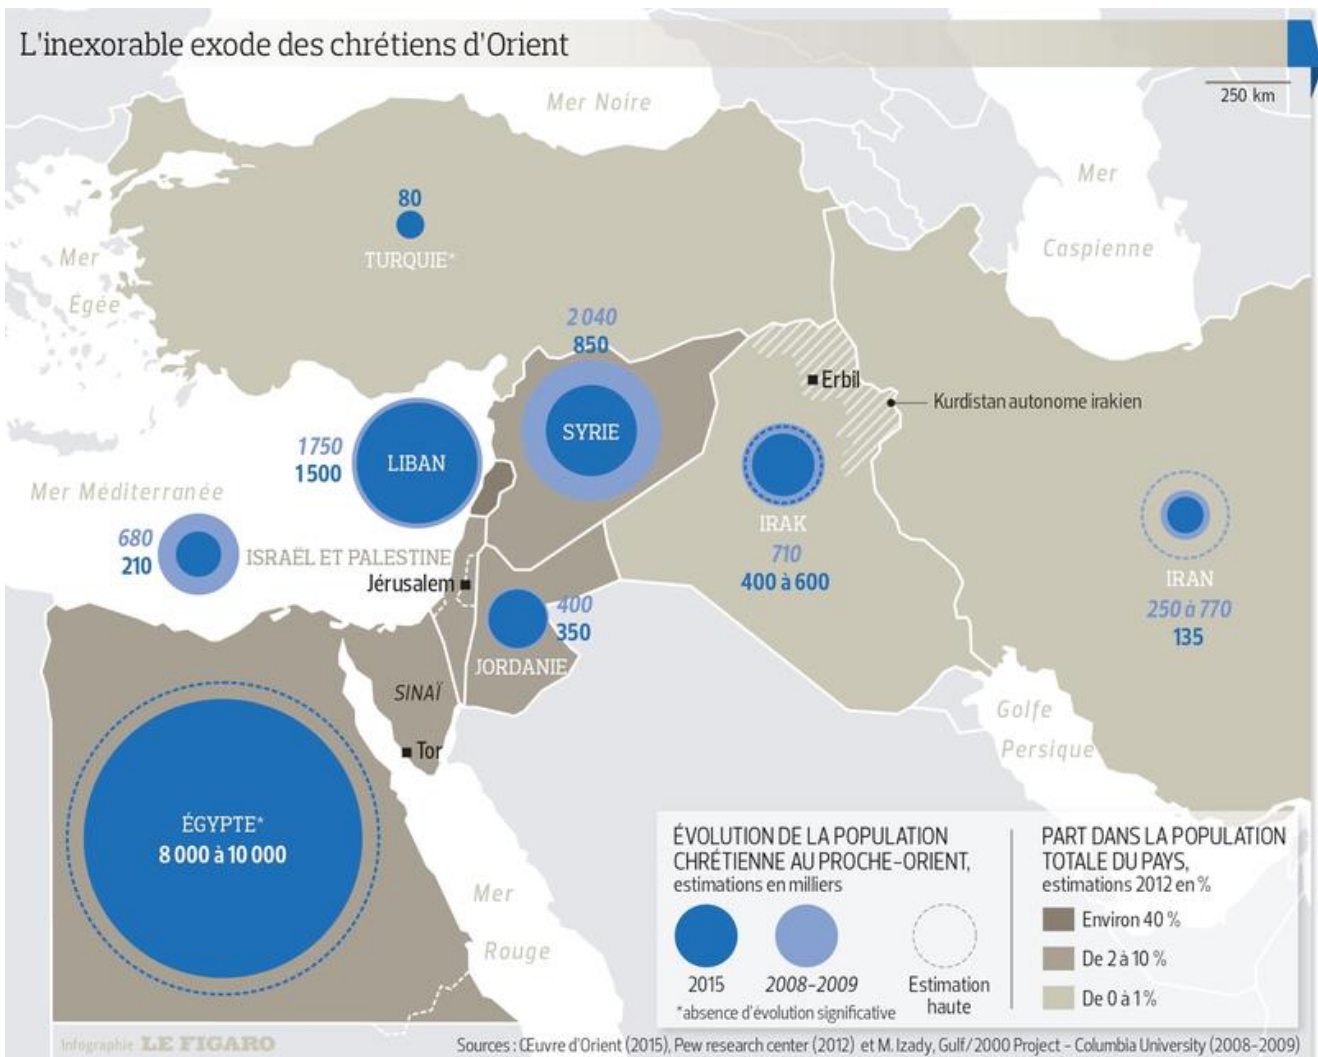 L'inexorable exode des chrétiens d'Orient
250 km
Mer Noire
Mer
Caspienne
80
TURQUIE*
Mer
Égée
2 040
850
SYRIE
Erbil
Kurdistan autonome irakien
1750
1500
LIBAN
Mer Méditerranée
680
210
ISRAËL ET PALESTINE
Jérusalem
IRAK
710
400 à 600
IRAN
250 à 770
135
400
350
JORDANIE
SINAÏ
Tor
Golfe
Persique
ÉGYPTE*
8 000 à 10 000
Mer
Rouge
ÉVOLUTION DE LA POPULATION
CHRÉTIENNE AU PROCHE-ORIENT,
estimations en milliers
2015
2008-2009
Estimation
haute
*absence d'évolution significative
PART DANS LA POPULATION
TOTALE DU PAYS,
estimations 2012 en %
Environ 40 %
De 2 à 10 %
De 0 à 1 %
Infographie LE FIGARO
Sources : Œuvre d'Orient (2015), Pew research center (2012) et M. Izady, Gulf/2000 Project - Columbia University (2008-2009)